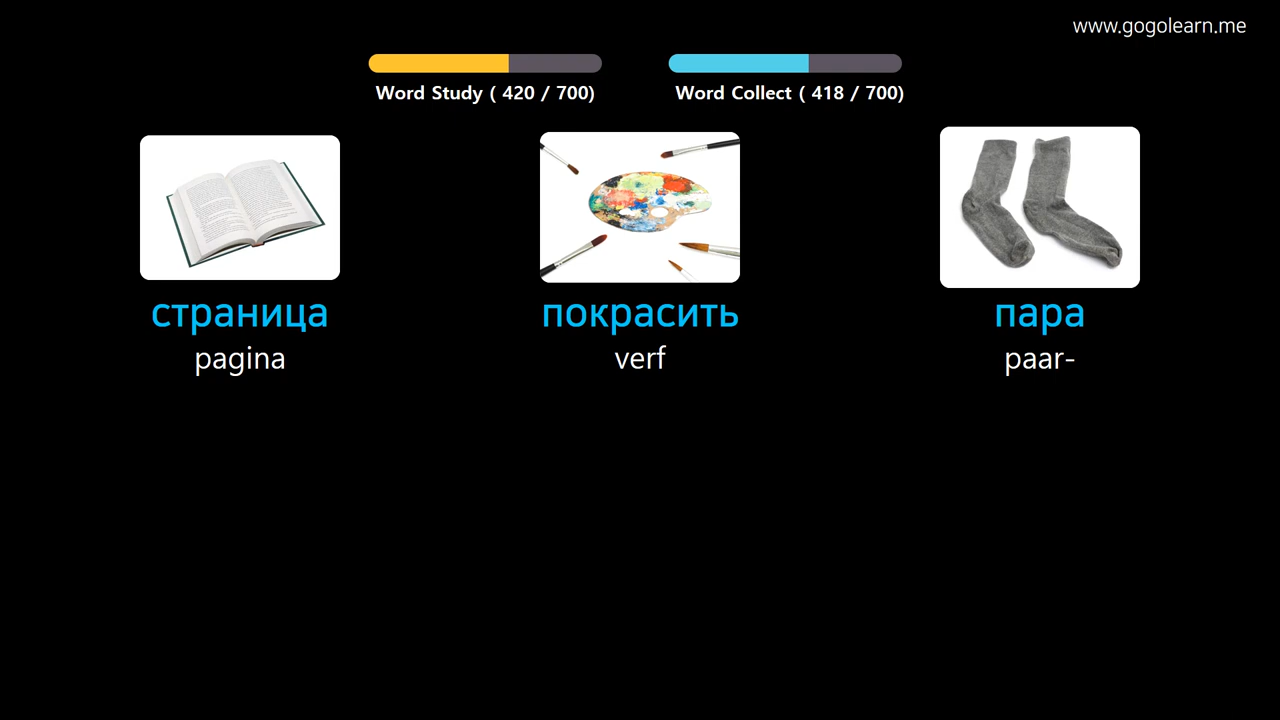 www.gogolearn.me
Word Study ( 420 / 700)
Word Collect ( 418 / 700)
страница
покрасить
пара
pagina
verf
paar-